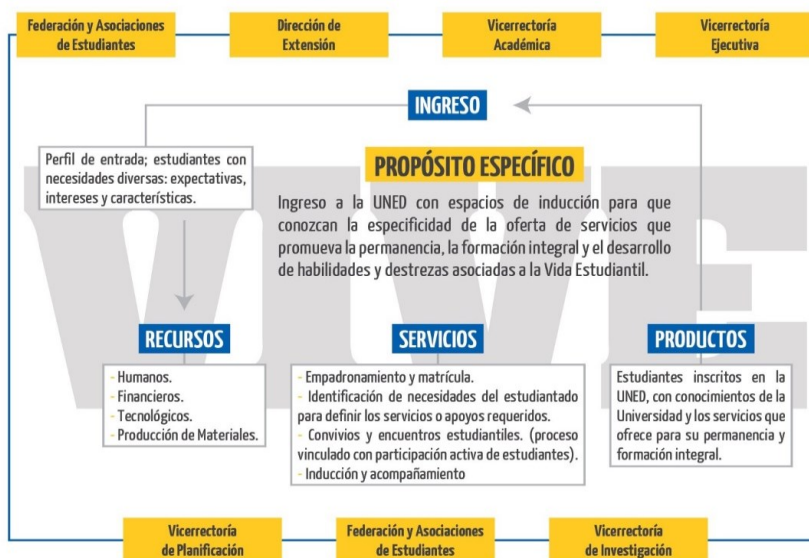 Federación y Asociaciones
de Estudiantes
Dirección de
Extensión
Vicerrectoría
Académica
Vicerrectoría
Ejecutiva
INGRESO
Perfil de entrada; estudiantes con
necesidades diversas: expectativas,
intereses y características.
PROPÓSITO ESPECÍFICO
Ingreso a la UNED con espacios de inducción para que
conozcan la especificidad de la oferta de servicios que
promueva la permanencia, la formación integral y el desarrollo
de habilidades y destrezas asociadas a la Vida Estudiantil.
VIVE
RECURSOS
- Humanos.
- Financieros.
- Tecnológicos.
- Producción de Materiales.
SERVICIOS
- Empadronamiento y matrícula.
- Identificación de necesidades del estudiantado
para definir los servicios o apoyos requeridos.
- Convivios y encuentros estudiantiles. (proceso
vinculado con participación activa de estudiantes).
- Inducción y acompañamiento
PRODUCTOS
Estudiantes inscritos en la
UNED, con conocimientos de la
Universidad y los servicios que
ofrece para su permanencia y
formación integral.
Vicerrectoría
de Planificación
Federación y Asociaciones
de Estudiantes
Vicerrectoría
de Investigación